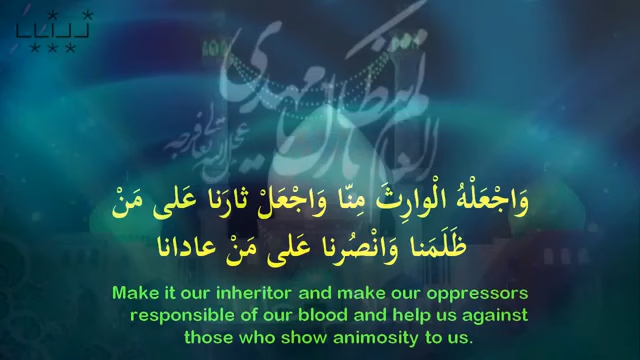 وَاجْعَلْهُ الْوارِثَ مِنّا وَاجْعَلْ ثارَنا عَلى مَنْ
ظَلَمَنا وَانْصُرنا عَلى مَنْ عادانا
Make it our inheritor and make our oppressors
responsible of our blood and help us against
those who show animosity to us.